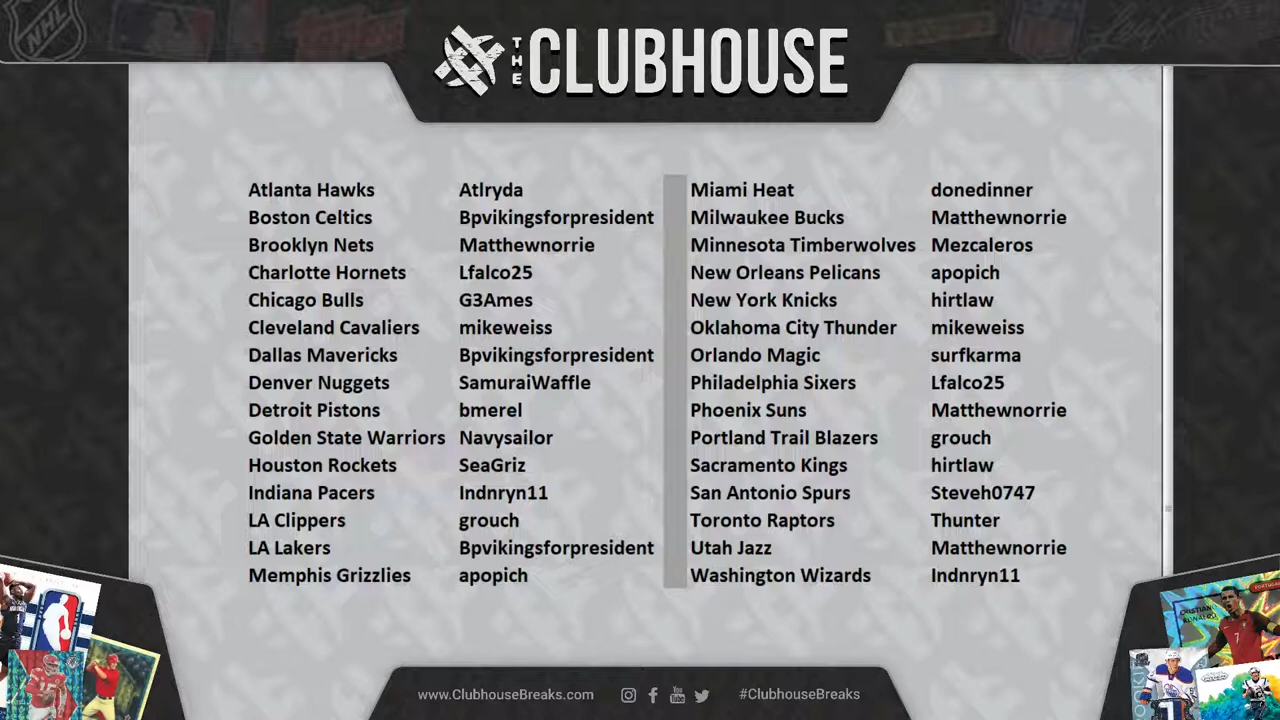 THE CLUBHOUSE
Atlanta Hawks Atlryda Miami Heat donedinner
Boston Celtics Bpvikingsforpresident Milwaukee Bucks Matthewnorrie
Brooklyn Nets Matthewnorrie Minnesota Timberwolves Mezcaleros
Charlotte Hornets Lfalco25 New Orleans Pelicans apopich
Chicago Bulls G3Ames New York Knicks hirtlaw
Cleveland Cavaliers mikeweiss Oklahoma City Thunder mikeweiss
Dallas Mavericks Bpvikingsforpresident Orlando Magic surfkarma
Denver Nuggets SamuraiWaffle Philadelphia Sixers Lfalco25
Detroit Pistons bmerel Phoenix Suns Matthewnorrie
Golden State Warriors Navysailor Portland Trail Blazers grouch
Houston Rockets SeaGriz Sacramento Kings hirtlaw
Indiana Pacers Indnryn11 San Antonio Spurs Steveh0747
LA Clippers grouch Toronto Raptors Thunter
LA Lakers Bpvikingsforpresident Utah Jazz Matthewnorrie
Memphis Grizzlies apopich Washington Wizards Indnryn11
www.ClubhouseBreaks.com #ClubhouseBreaks
NHL
CRISTIANO RONALDO
7